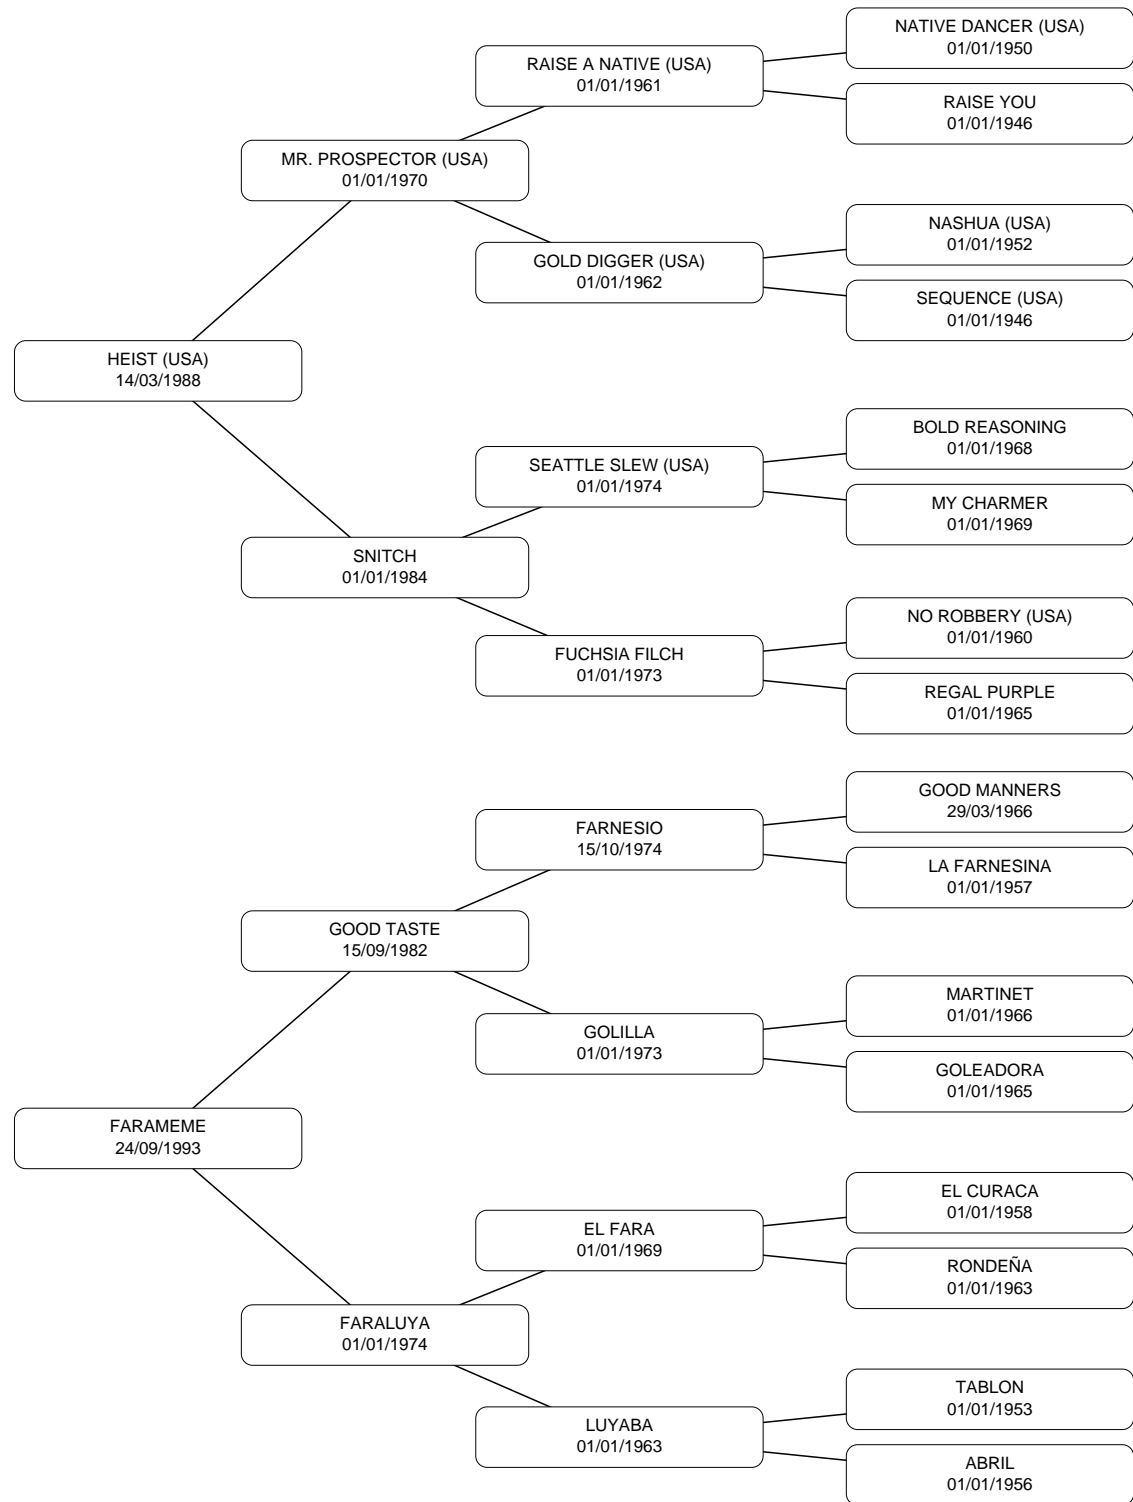 NATIVE DANCER (USA)
01/01/1950
RAISE A NATIVE (USA)
01/01/1961
RAISE YOU
01/01/1946
MR. PROSPECTOR (USA)
01/01/1970
NASHUA (USA)
01/01/1952
GOLD DIGGER (USA)
01/01/1962
SEQUENCE (USA)
01/01/1946
HEIST (USA)
14/03/1988
BOLD REASONING
01/01/1968
SEATTLE SLEW (USA)
01/01/1974
MY CHARMER
01/01/1969
SNITCH
01/01/1984
NO ROBBERY (USA)
01/01/1960
FUCHSIA FILCH
01/01/1973
REGAL PURPLE
01/01/1965
GOOD MANNERS
29/03/1966
FARNESIO
15/10/1974
LA FARNESINA
01/01/1957
GOOD TASTE
15/09/1982
MARTINET
01/01/1966
GOLILLA
01/01/1973
GOLEADORA
01/01/1965
FARAMEME
24/09/1993
EL CURACA
01/01/1958
EL FARA
01/01/1969
RONDEÑA
01/01/1963
FARALUYA
01/01/1974
TABLON
01/01/1953
LUYABA
01/01/1963
ABRIL
01/01/1956